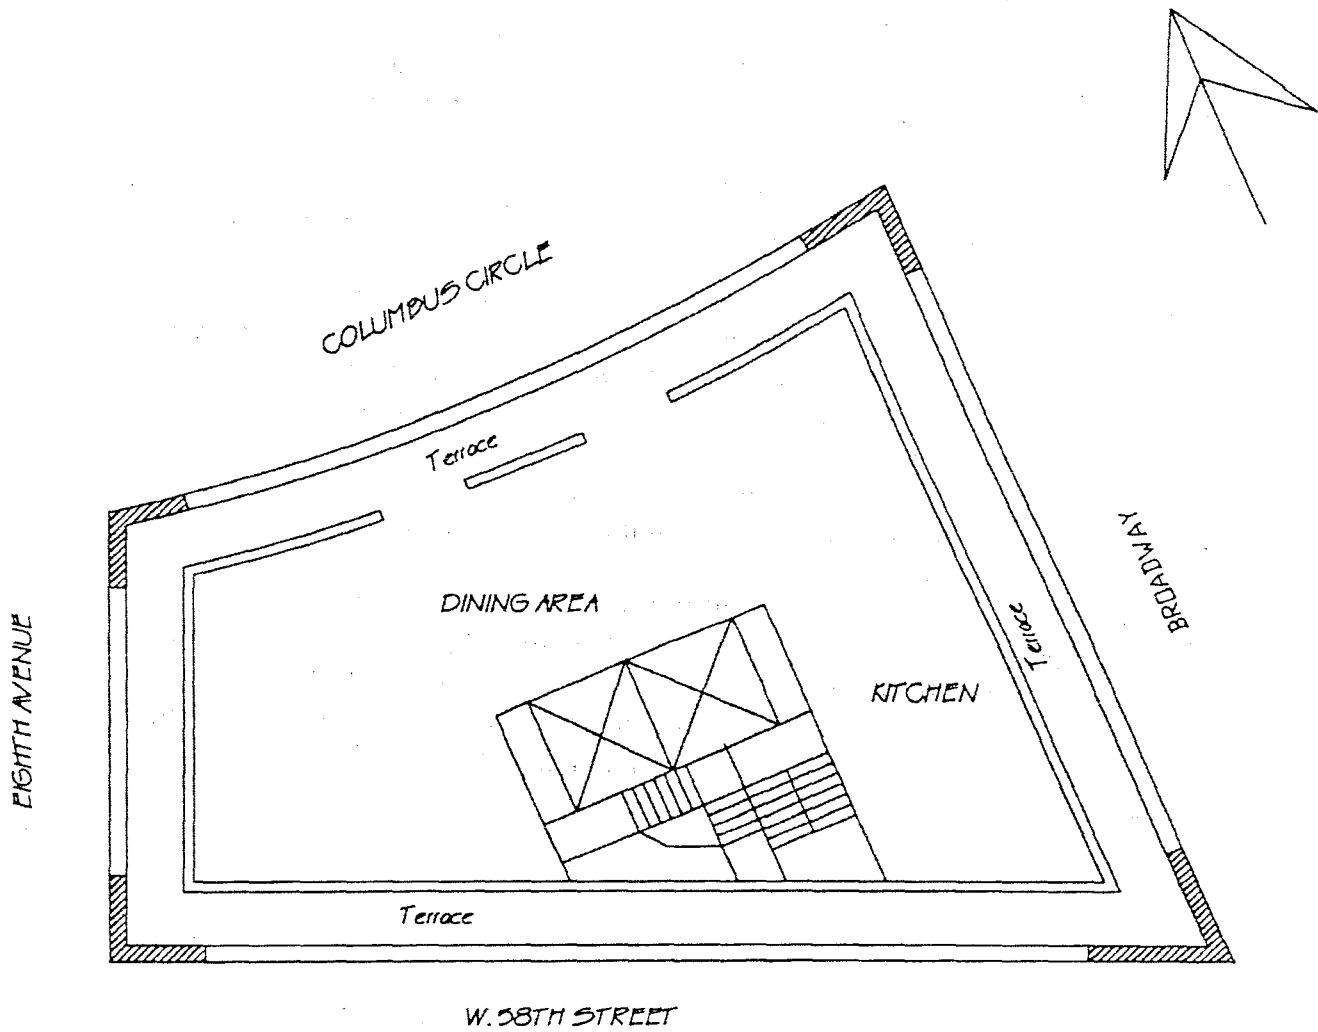 COLUMBUS CIRCLE
Terrace
BROADWAY
DINING AREA
Terrace
EIGHTH AVENUE
KITCHEN
Terrace
W. 58TH STREET